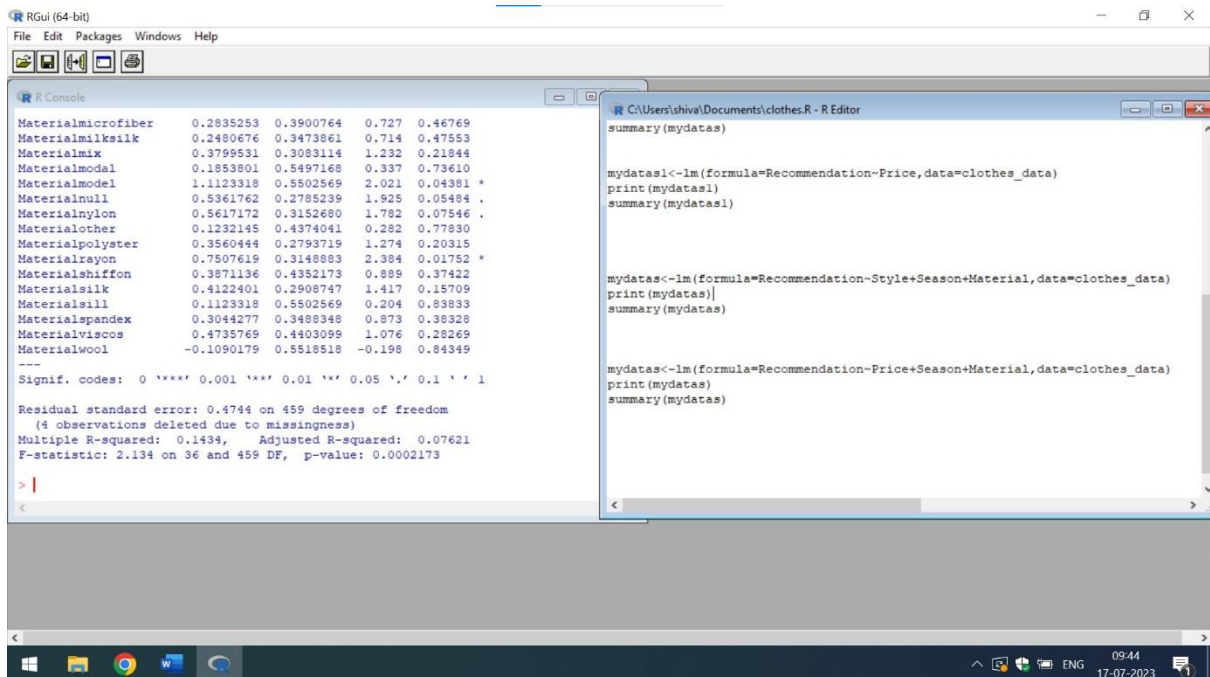 RGui (64-bit)
File Edit Packages Windows Help
R Console
Materialmicrofiber 0.2835253 0.3900764 0.727 0.46769
Materialmilksilk 0.2480676 0.3473861 0.714 0.47553
Materialmix 0.3799531 0.3083114 1.232 0.21844
Materialmodal 0.1853801 0.5497168 0.337 0.73610
Materialmodel 1.1123318 0.5502569 2.021 0.04381 *
Materialnull 0.5361762 0.2785239 1.925 0.05484 .
Materialnylon 0.5617172 0.3152680 1.782 0.07546 .
Materialother 0.1232145 0.4374041 0.282 0.77830
Materialpolyster 0.3560444 0.2793719 1.274 0.20315
Materialrayon 0.7507619 0.3148883 2.384 0.01752 *
Materialshiffon 0.3871136 0.4352173 0.889 0.37422
Materialsilk 0.4122401 0.2908747 1.417 0.15709
Materialsill 0.1123318 0.5502569 0.204 0.83833
Materialspandex 0.3044277 0.3488348 0.873 0.38328
Materialviscos 0.4735769 0.4403099 1.076 0.28269
Materialwool -0.1090179 0.5518518 -0.198 0.84349
---
Signif. codes: 0 ‘***’ 0.001 ‘**’ 0.01 ‘*’ 0.05 ‘.’ 0.1 ‘ ’ 1
Residual standard error: 0.4744 on 459 degrees of freedom
(4 observations deleted due to missingness)
Multiple R-squared: 0.1434, Adjusted R-squared: 0.07621
F-statistic: 2.134 on 36 and 459 DF, p-value: 0.0002173
>
C:\Users\shiva\Documents\clothes.R - R Editor
summary(mydatas)
mydatas1<-lm(formula=Recommendation~Price,data=clothes_data)
print(mydatas1)
summary(mydatas1)
mydatas<-lm(formula=Recommendation~Style+Season+Material,data=clothes_data)
print(mydatas)
summary(mydatas)
mydatas<-lm(formula=Recommendation~Price+Season+Material,data=clothes_data)
print(mydatas)
summary(mydatas)
ENG
09:44
17-07-2023
1